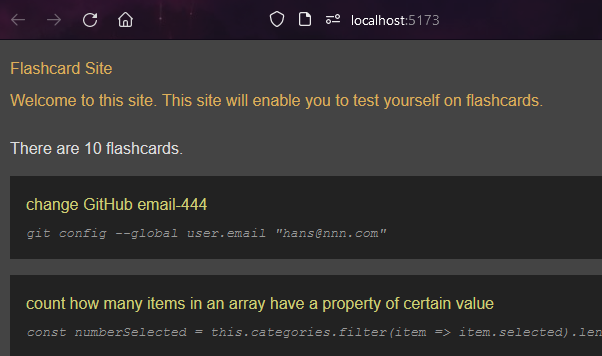 localhost:5173
Flashcard Site
Welcome to this site. This site will enable you to test yourself on flashcards.
There are 10 flashcards.
change GitHub email-444
git config --global user.email "hans@nnn.com"
count how many items in an array have a property of certain value
const numberSelected = this.categories.filter(item => item.selected).len